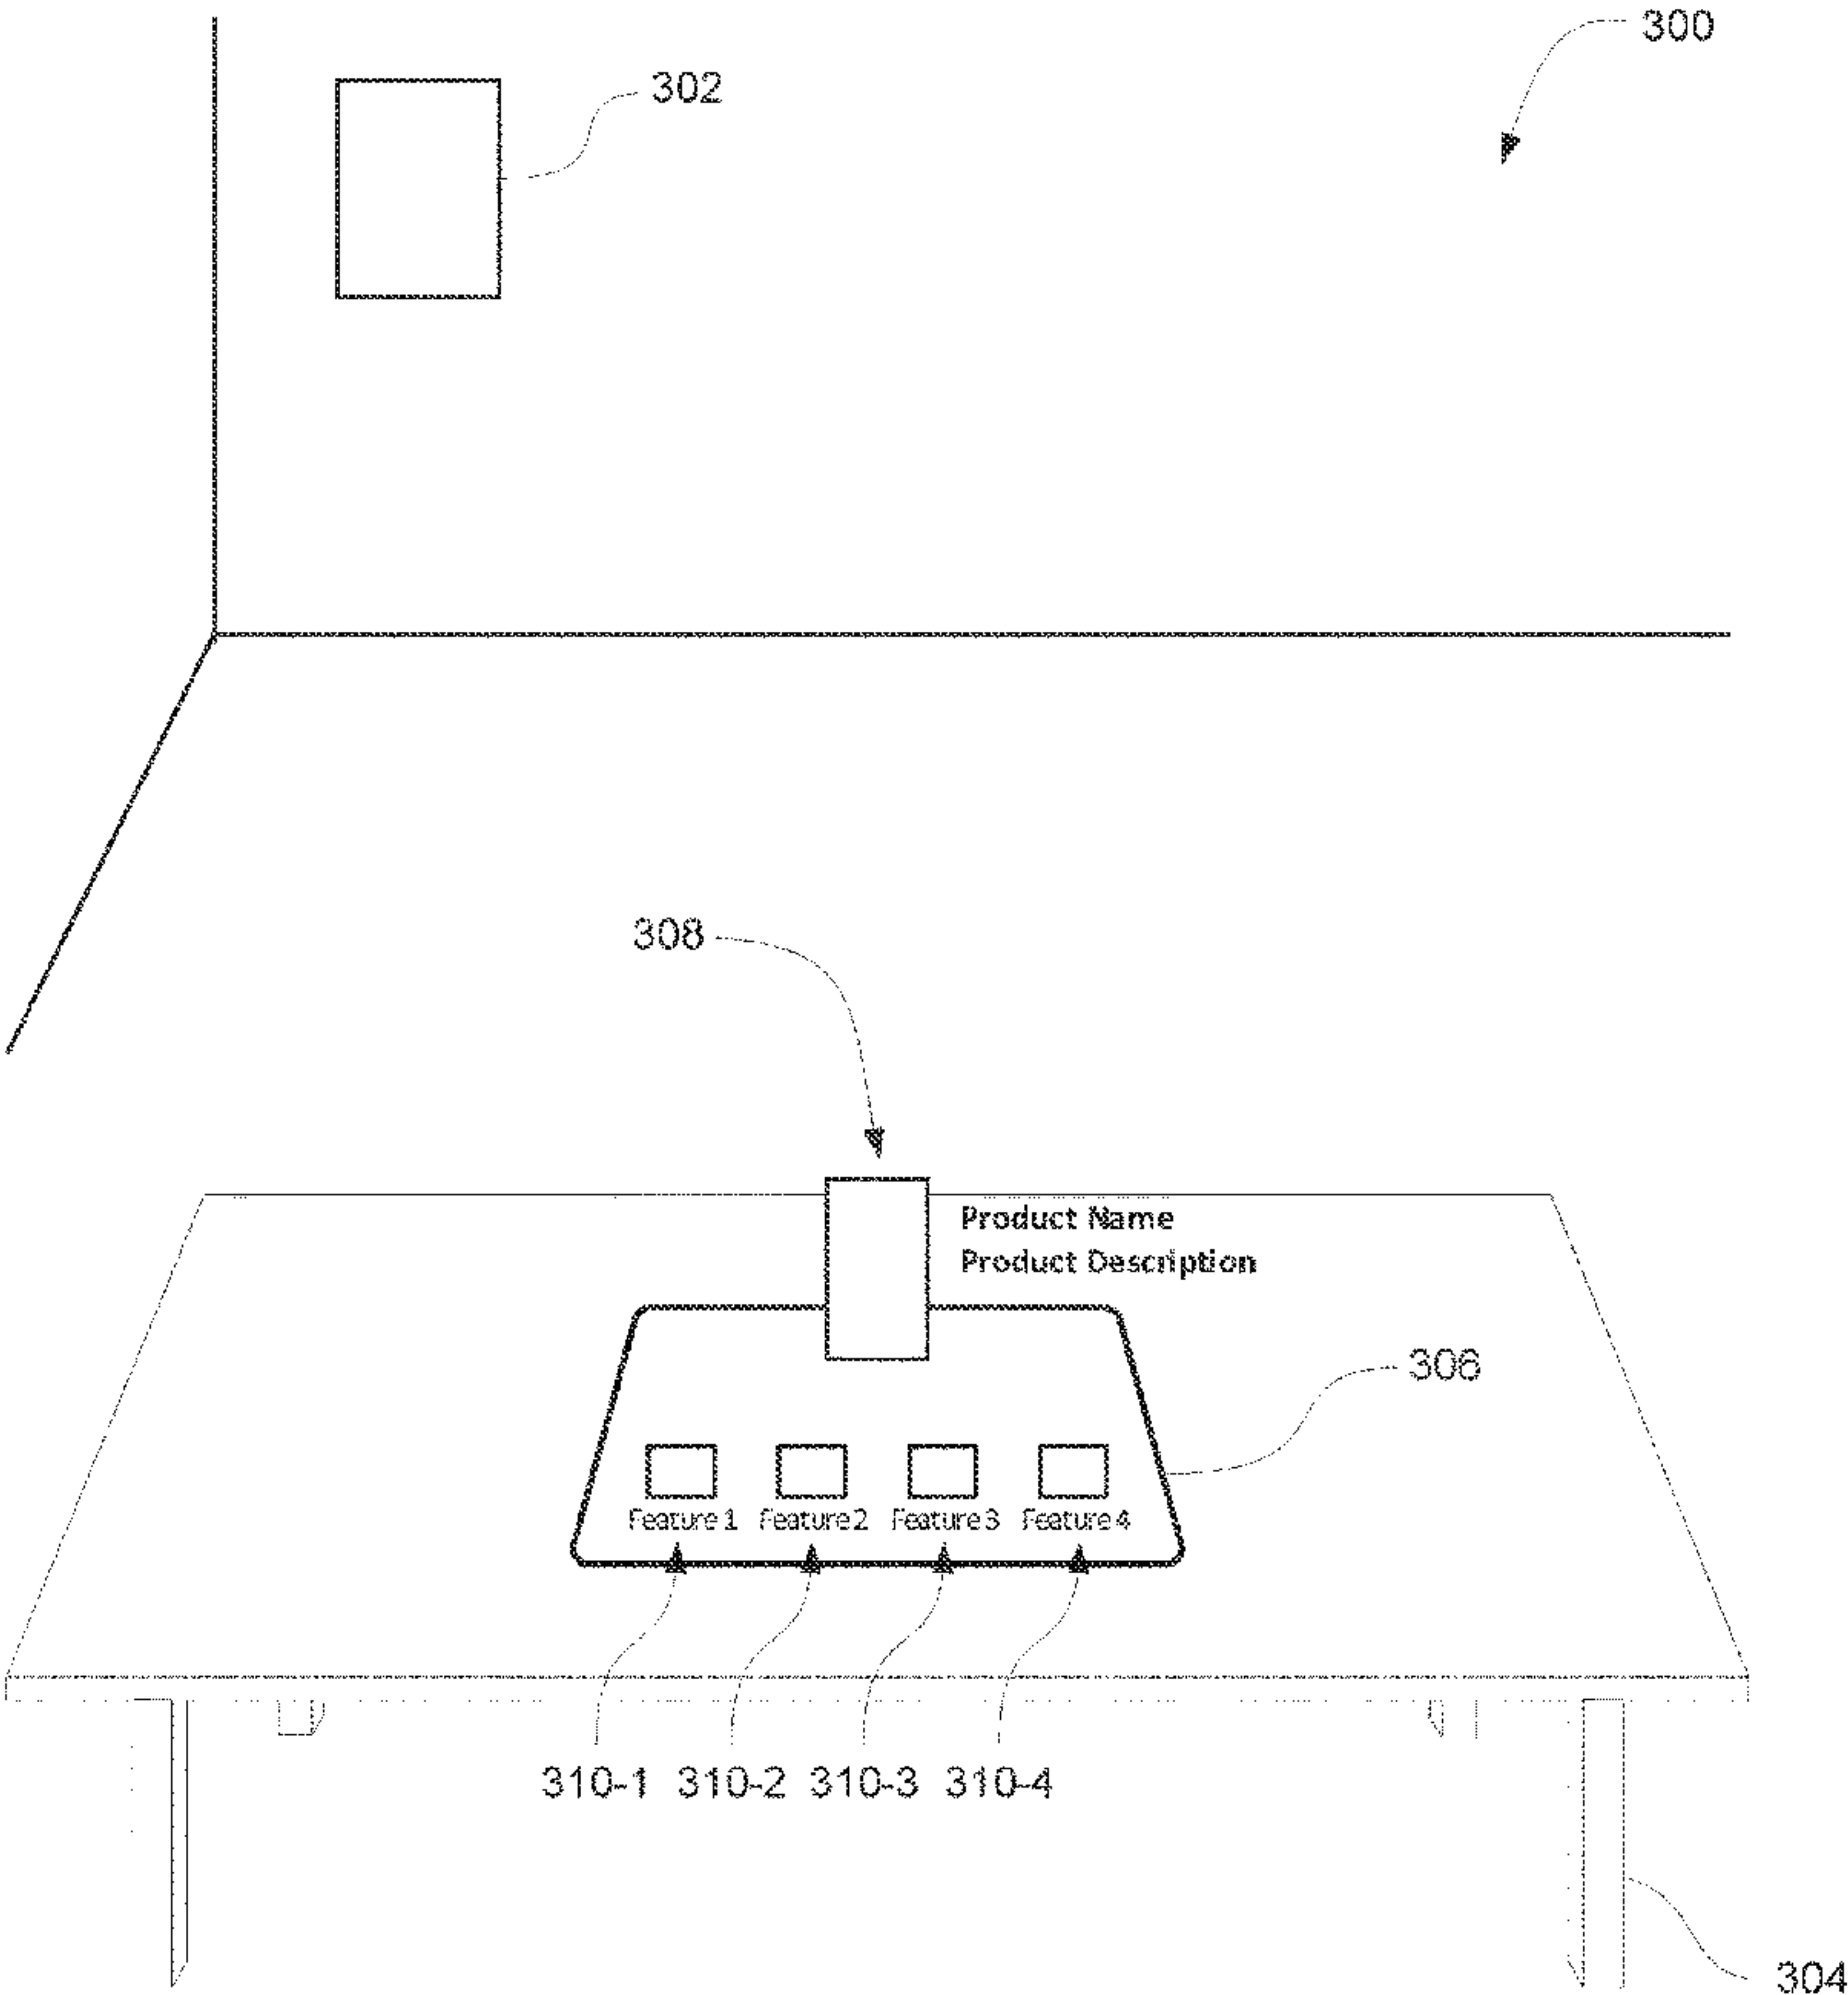 300
302
308
Product Name
Product Description
306
Feature 1 Feature 2 Feature 3 Feature 4
310-1 310-2 310-3 310-4
304